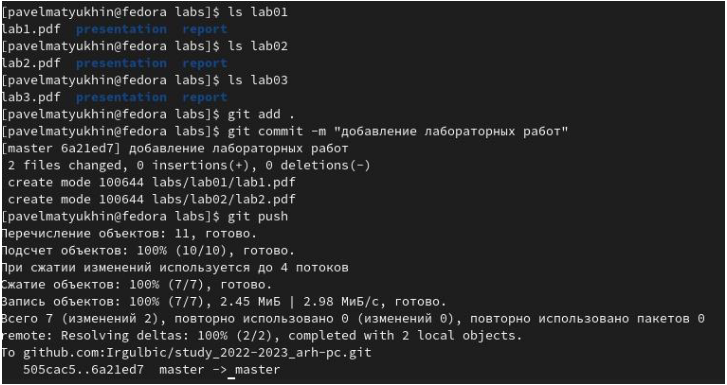 [pavelmatyukhin@fedora labs]$ ls lab01
lab1.pdf  presentation  report
[pavelmatyukhin@fedora labs]$ ls lab02
lab2.pdf  presentation  report
[pavelmatyukhin@fedora labs]$ ls lab03
lab3.pdf  presentation  report
[pavelmatyukhin@fedora labs]$ git add .
[pavelmatyukhin@fedora labs]$ git commit -m "добавление лабораторных работ"
[master 6a21ed7] добавление лабораторных работ
 2 files changed, 0 insertions(+), 0 deletions(-)
 create mode 100644 labs/lab01/lab1.pdf
 create mode 100644 labs/lab02/lab2.pdf
[pavelmatyukhin@fedora labs]$ git push
Перечисление объектов: 11, готово.
Подсчет объектов: 100% (10/10), готово.
При сжатии изменений используется до 4 потоков
Сжатие объектов: 100% (7/7), готово.
Запись объектов: 100% (7/7), 2.45 МиБ | 2.98 МиБ/с, готово.
Всего 7 (изменений 2), повторно использовано 0 (изменений 0), повторно использовано пакетов 0
remote: Resolving deltas: 100% (2/2), completed with 2 local objects.
To github.com:Irgulbic/study_2022-2023_arh-pc.git
   505cac5..6a21ed7  master -> master